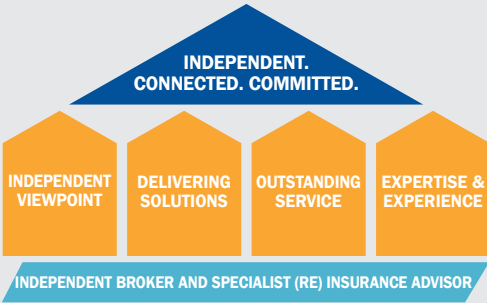 INDEPENDENT.
CONNECTED. COMMITTED.
INDEPENDENT
VIEWPOINT
DELIVERING
SOLUTIONS
OUTSTANDING
SERVICE
EXPERTISE &
EXPERIENCE
INDEPENDENT BROKER AND SPECIALIST (RE) INSURANCE ADVISOR